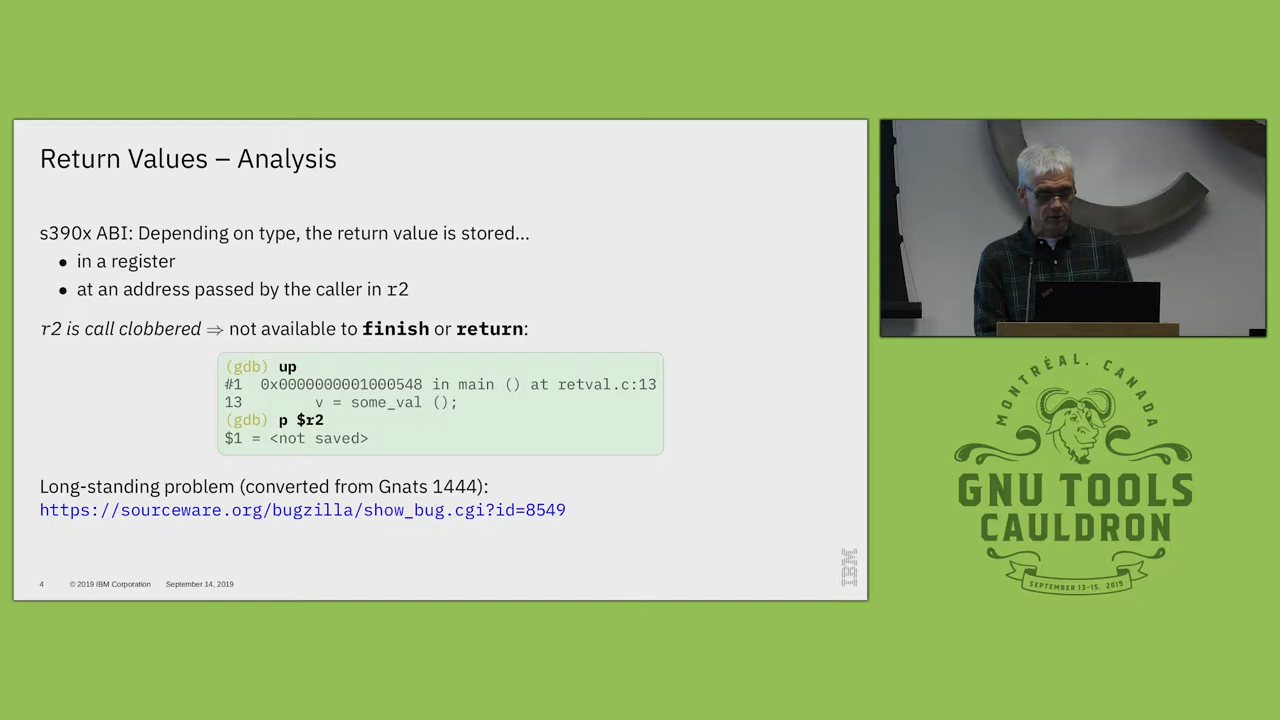 Return Values – Analysis
s390x ABI: Depending on type, the return value is stored...
● in a register
● at an address passed by the caller in r2
r2 is call clobbered ⇒ not available to finish or return:
(gdb) up
#1  0x0000000001000548 in main () at retval.c:13
13        v = some_val ();
(gdb) p $r2
$1 = <not saved>
Long-standing problem (converted from Gnats 1444):
https://sourceware.org/bugzilla/show_bug.cgi?id=8549
4 © 2019 IBM Corporation September 14, 2019
IBM
MONTRÉAL, CANADA
GNU TOOLS
CAULDRON
SEPTEMBER 13-15, 2019